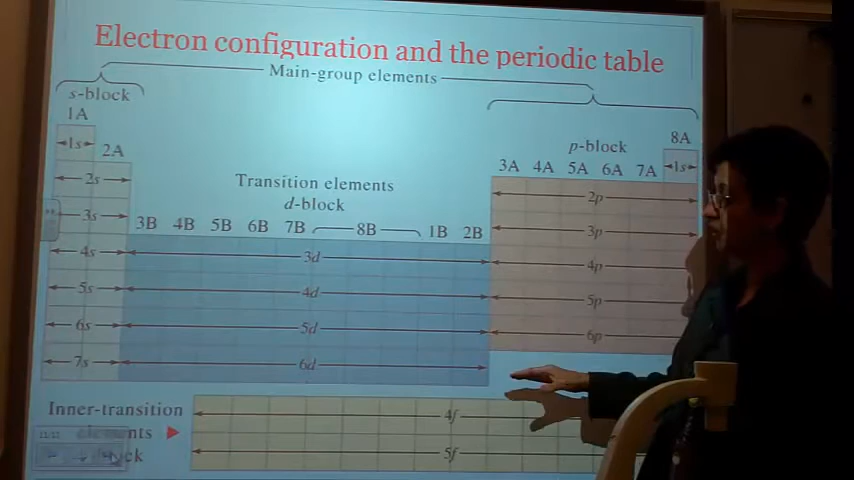 Electron configuration and the periodic table
Main-group elements
s-block
1A
1s
2A
2s
3s
4s
5s
6s
7s
Transition elements
d-block
3B 4B 5B 6B 7B 8B 1B 2B
3d
4d
5d
6d
p-block
8A
3A 4A 5A 6A 7A
1s
2p
3p
4p
5p
6p
Inner-transition
4f
5f